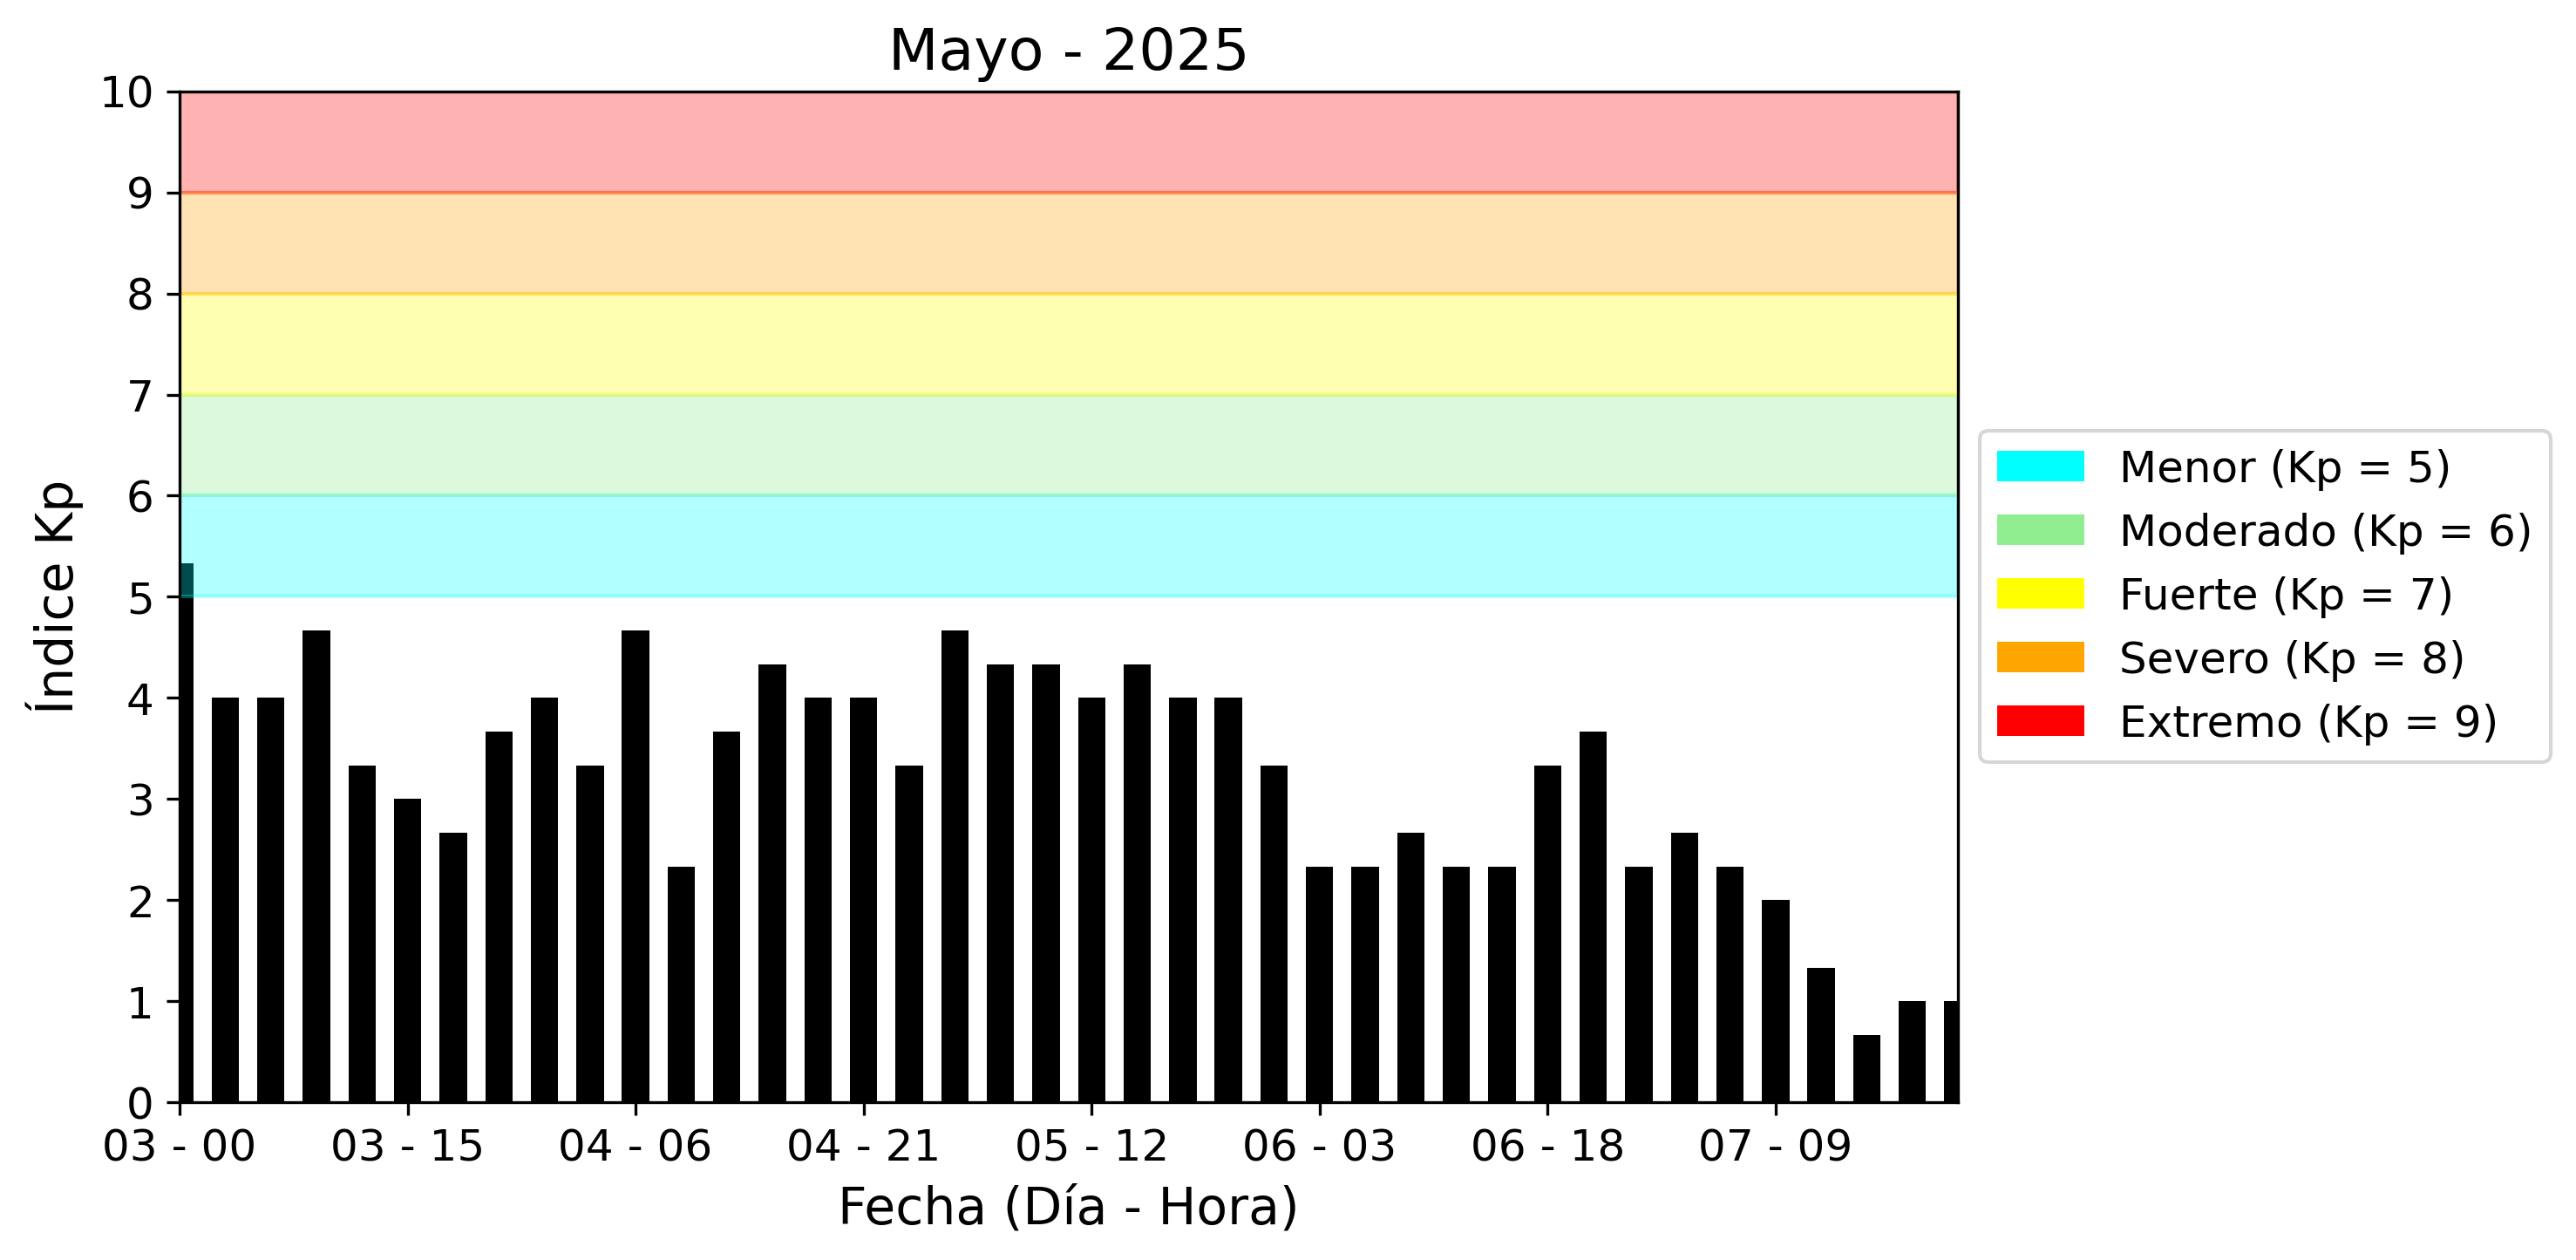 Mayo - 2025
10
9
8
7
6
5
4
3
2
1
0
Índice Kp
03 - 00 03 - 15 04 - 06 04 - 21 05 - 12 06 - 03 06 - 18 07 - 09
Fecha (Día - Hora)
Menor (Kp = 5)
Moderado (Kp = 6)
Fuerte (Kp = 7)
Severo (Kp = 8)
Extremo (Kp = 9)